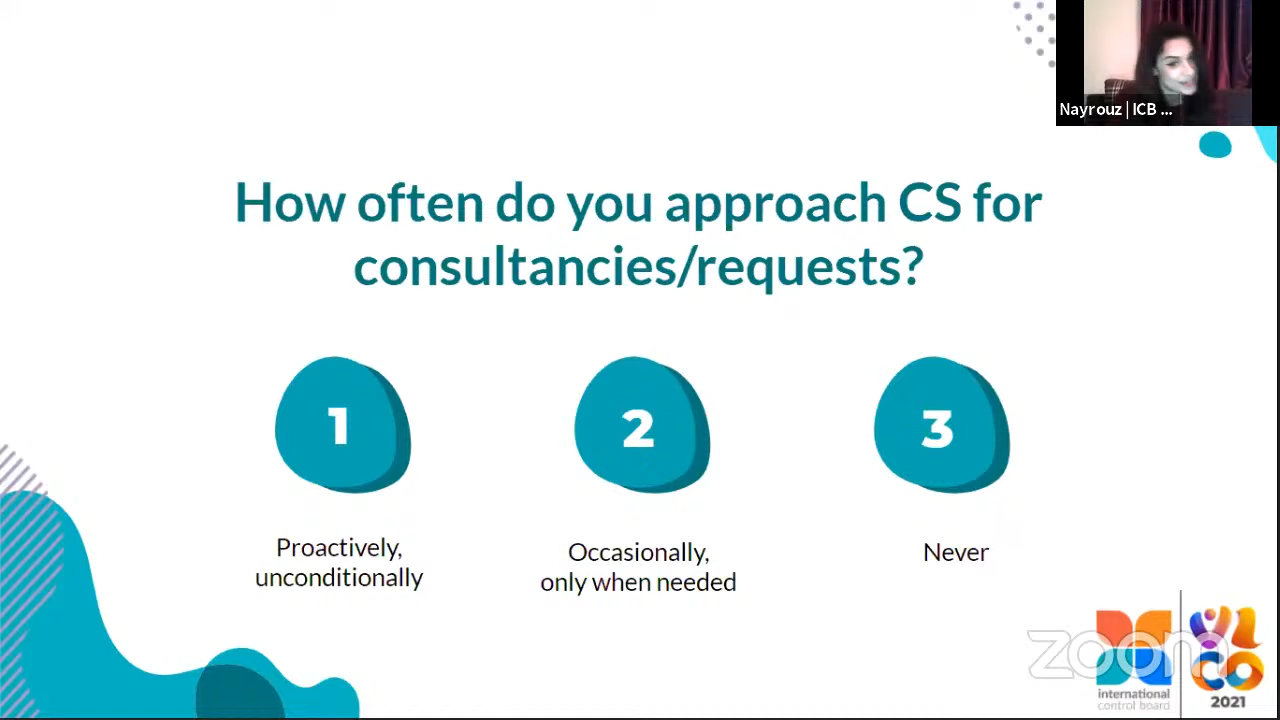 Nayrouz | ICB ...
How often do you approach CS for
consultancies/requests?
1
2
3
Proactively,
unconditionally
Occasionally,
only when needed
Never
zoom
international
control board
YLCO
2021